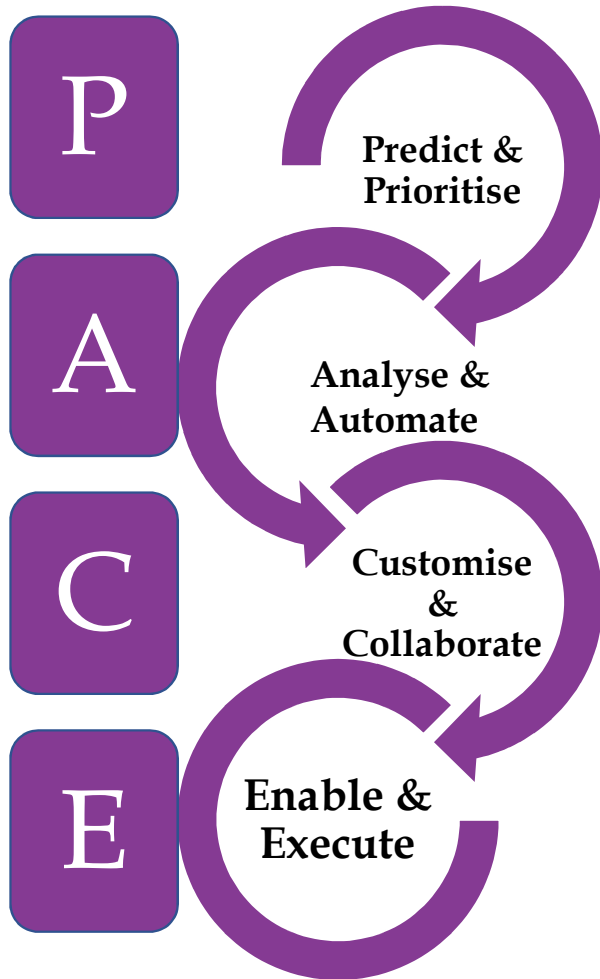 P
Predict &
Prioritise
A
Analyse &
Automate
C
Customise
&
Collaborate
E
Enable &
Execute